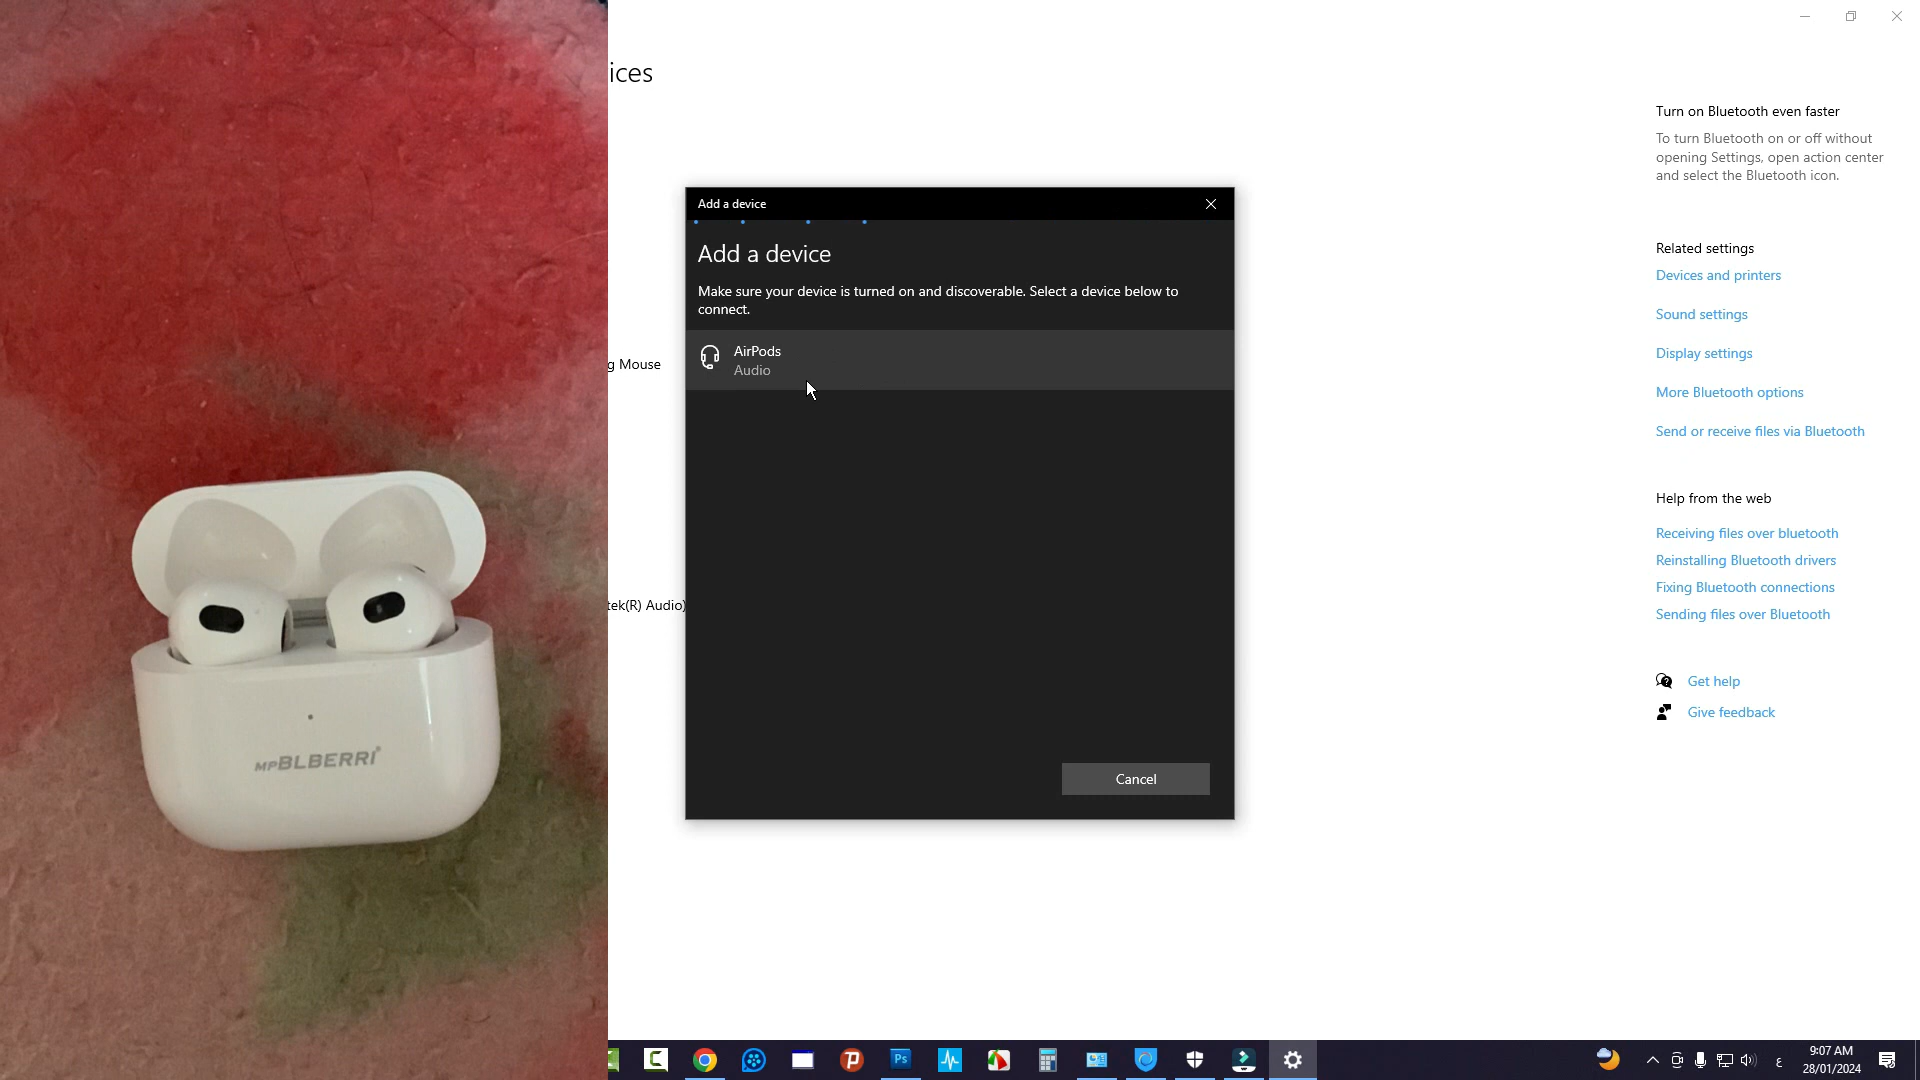 ices
g Mouse
tek(R) Audio)
MPBLBERRI
Add a device
Add a device
Make sure your device is turned on and discoverable. Select a device below to
connect.
AirPods
Audio
Cancel
Turn on Bluetooth even faster
To turn Bluetooth on or off without
opening Settings, open action center
and select the Bluetooth icon.
Related settings
Devices and printers
Sound settings
Display settings
More Bluetooth options
Send or receive files via Bluetooth
Help from the web
Receiving files over bluetooth
Reinstalling Bluetooth drivers
Fixing Bluetooth connections
Sending files over Bluetooth
Get help
Give feedback
Ps
ع
9:07 AM
28/01/2024